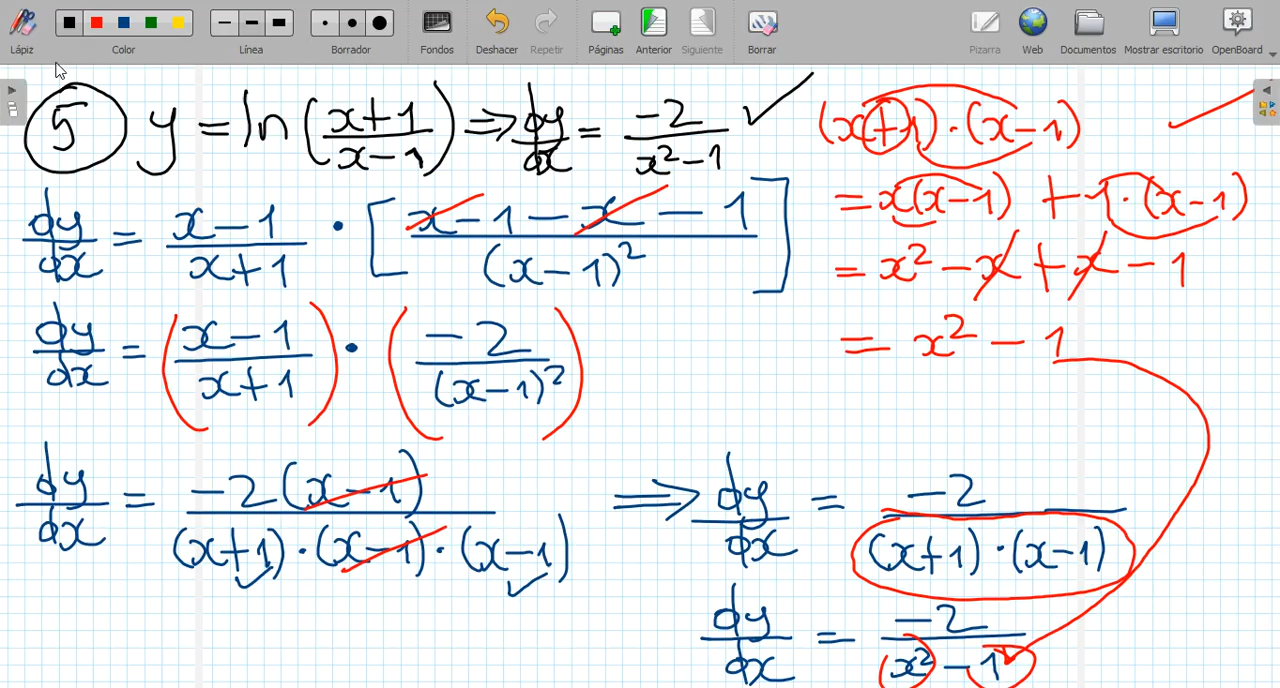 Lápiz Color Línea Borrador Fondos Deshacer Repetir Páginas Anterior Siguiente Borrar Pizarra Web Documentos Mostrar escritorio OpenBoard
5 y = ln((x+1)/(x-1)) ⇒ dy/dx = -2/(x²-1) ✓
dy/dx = (x-1)/(x+1) · [(x-1-x-1)/(x-1)²]
dy/dx = ((x-1)/(x+1)) · (-2/(x-1)²)
dy/dx = -2(x-1)/((x+1)·(x-1)·(x-1))
⇒ dy/dx = -2/((x+1)·(x-1))
dy/dx = -2/(x²-1)
(x+1)·(x-1) ✓
= x(x-1) + 1·(x-1)
= x² - x + x - 1
= x² - 1